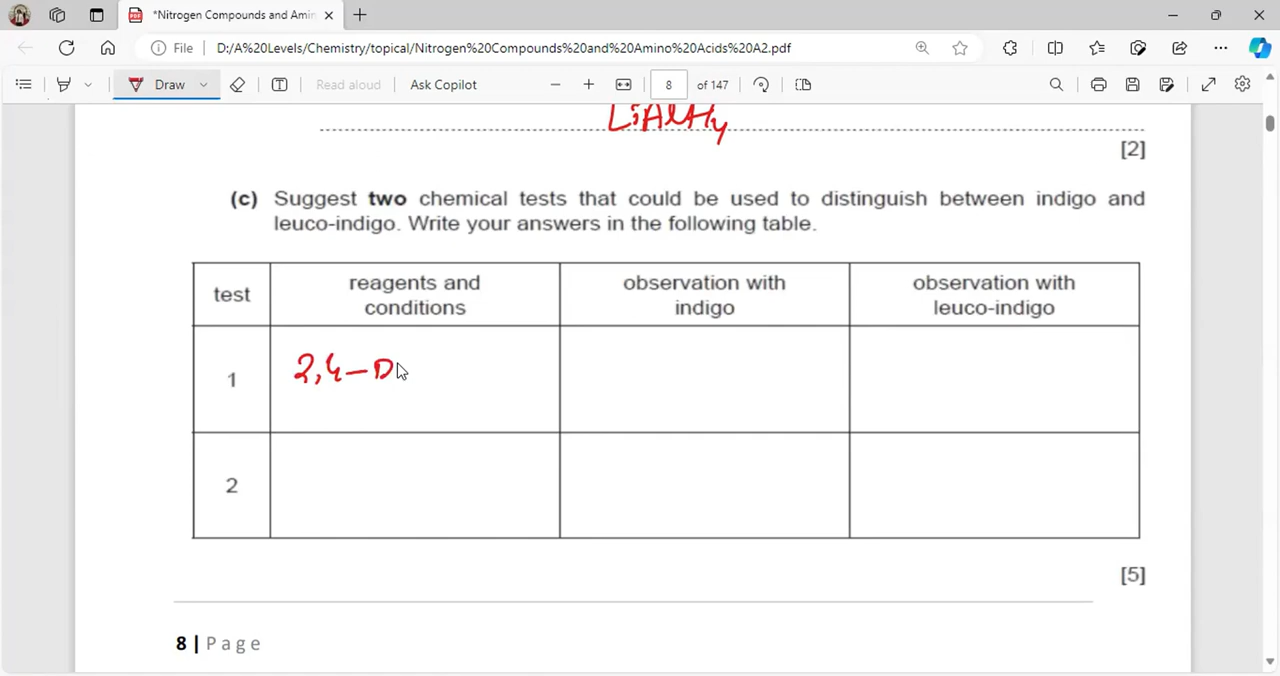 *Nitrogen Compounds and Amin
File
D:/A%20Levels/Chemistry/topical/Nitrogen%20Compounds%20and%20Amino%20Acids%20A2.pdf
Draw
Read aloud
Ask Copilot
8
of 147
LiAlH4
[2]
(c) Suggest two chemical tests that could be used to distinguish between indigo and
leuco-indigo. Write your answers in the following table.
test
reagents and
conditions
observation with
indigo
observation with
leuco-indigo
1
2,4-D
2
[5]
8 | Page